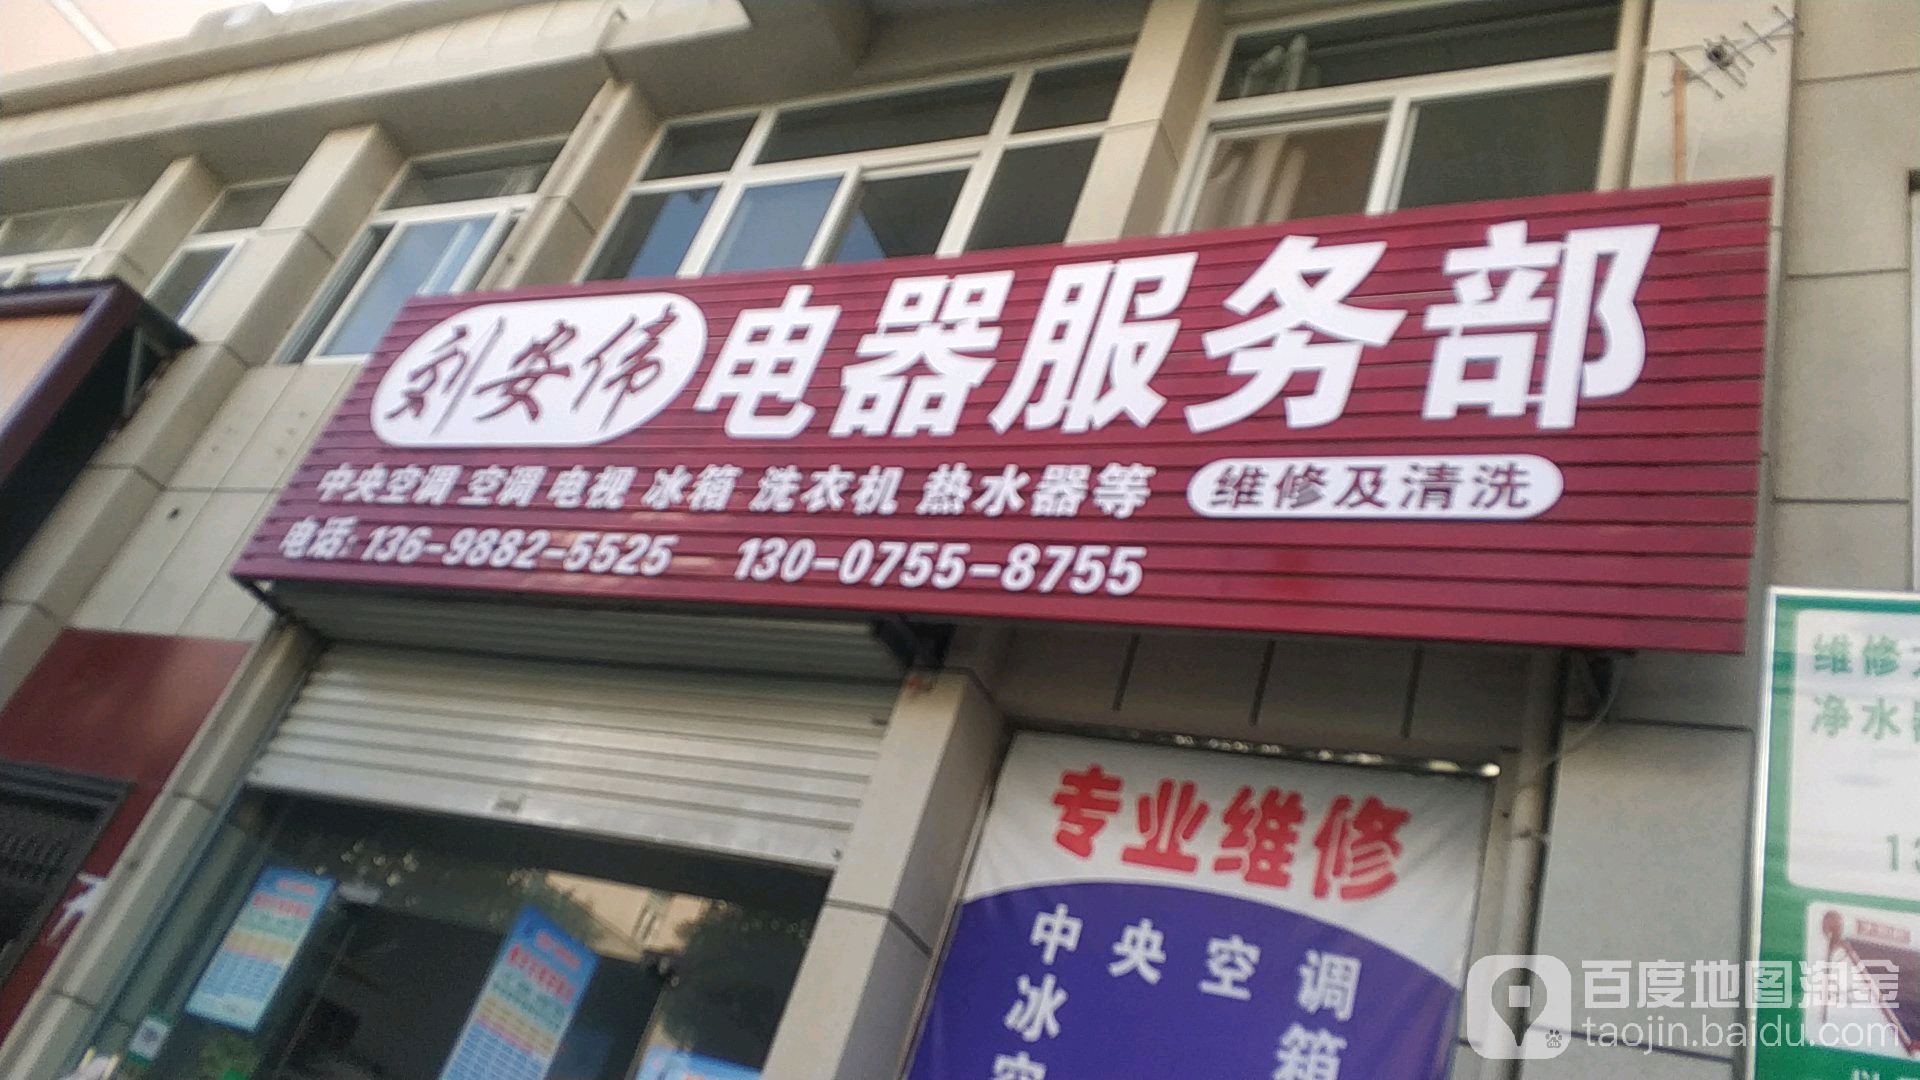 刘安伟 电器服务部
中央空调 空调 电视 冰箱 洗衣机 热水器等 维修及清洗
电话: 136-9882-5525 130-0755-8755
专业维修
中央空调
冰箱
空
维修
净水器
13
百度地图淘金
taojin.baidu.com